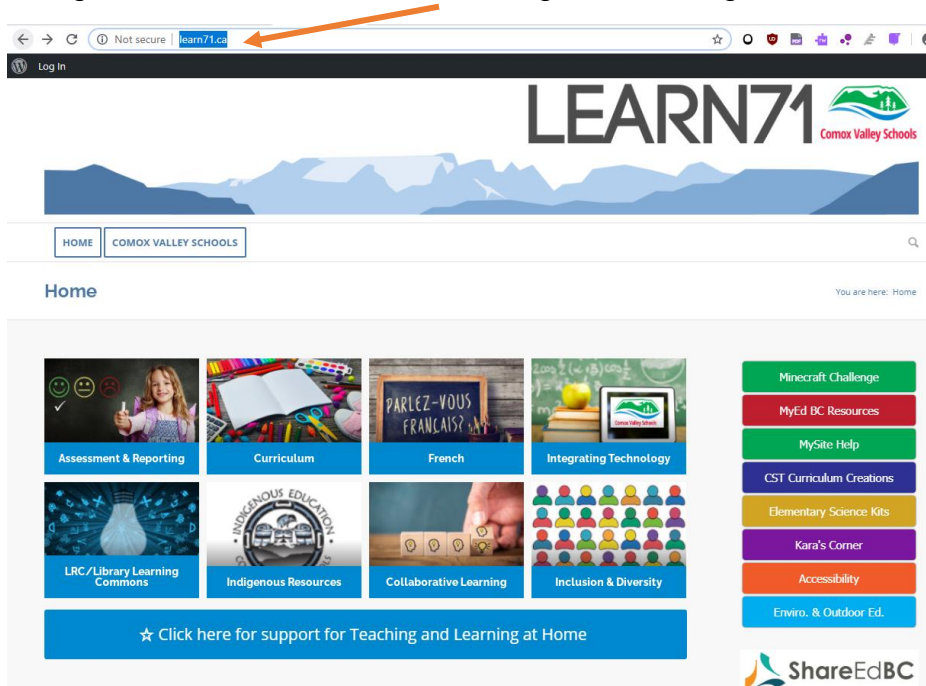 Not secure | learn71.ca
Log In
LEARN71
Comox Valley Schools
HOME
COMOX VALLEY SCHOOLS
Home
You are here: Home
PARLEZ-VOUS
FRANÇAIS?
Comox Valley Schools
Assessment & Reporting
Curriculum
French
Integrating Technology
INDIGENOUS EDUCATION
LRC/Library Learning
Commons
Indigenous Resources
Collaborative Learning
Inclusion & Diversity
☆ Click here for support for Teaching and Learning at Home
Minecraft Challenge
MyEd BC Resources
MySite Help
CST Curriculum Creations
Elementary Science Kits
Kara's Corner
Accessibility
Enviro. & Outdoor Ed.
ShareEdBC